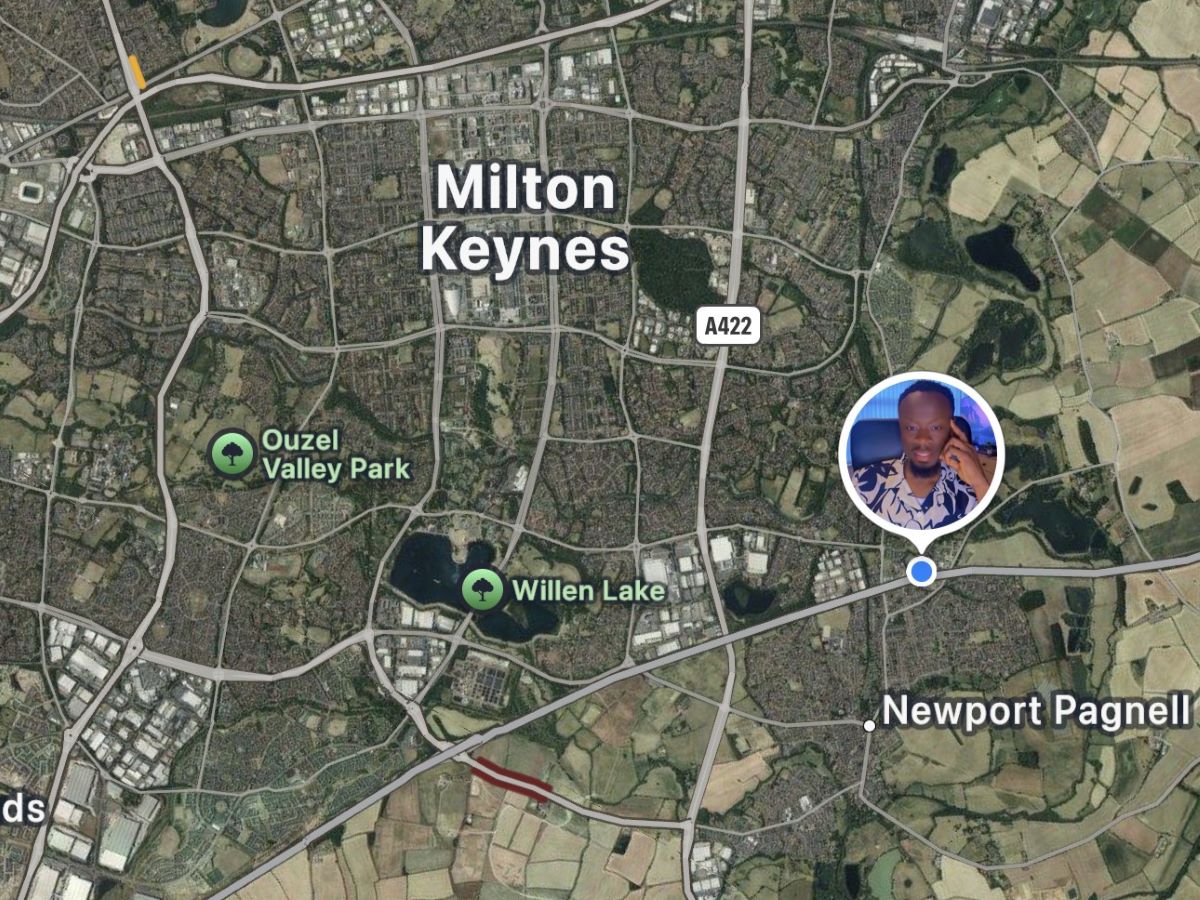 Milton
Keynes
A422
Ouzel
Valley Park
Willen Lake
Newport Pagnell
ds